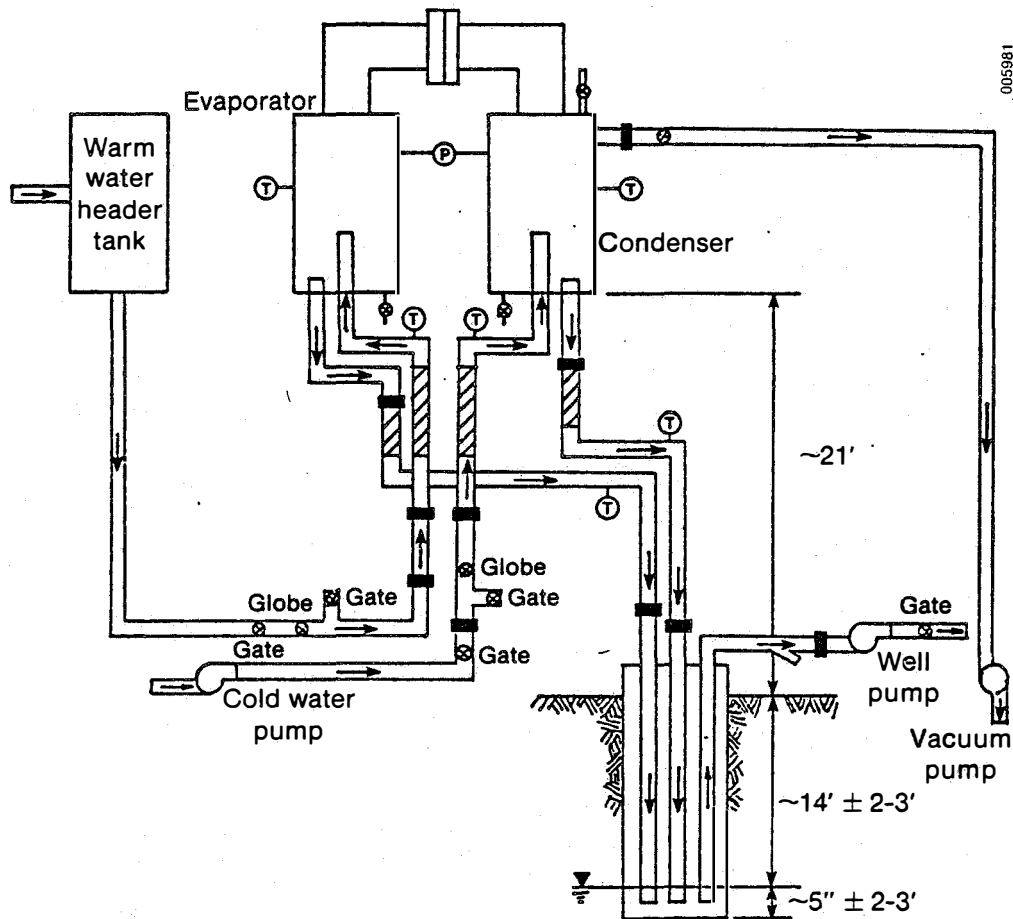 005981
Evaporator
Warm
water
header
tank
P
T
T
Condenser
T
T
T
~21'
T
Globe
Gate
Globe
Gate
Gate
Gate
Gate
Cold water
pump
Well
pump
Vacuum
pump
~14' ± 2-3'
~5" ± 2-3'